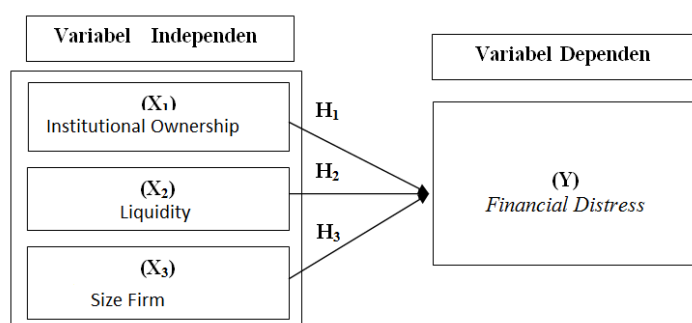 Variabel Independen
Variabel Dependen
(X₁)
Institutional Ownership
H₁
(X₂)
Liquidity
H₂
(X₃)
Size Firm
H₃
(Y)
Financial Distress